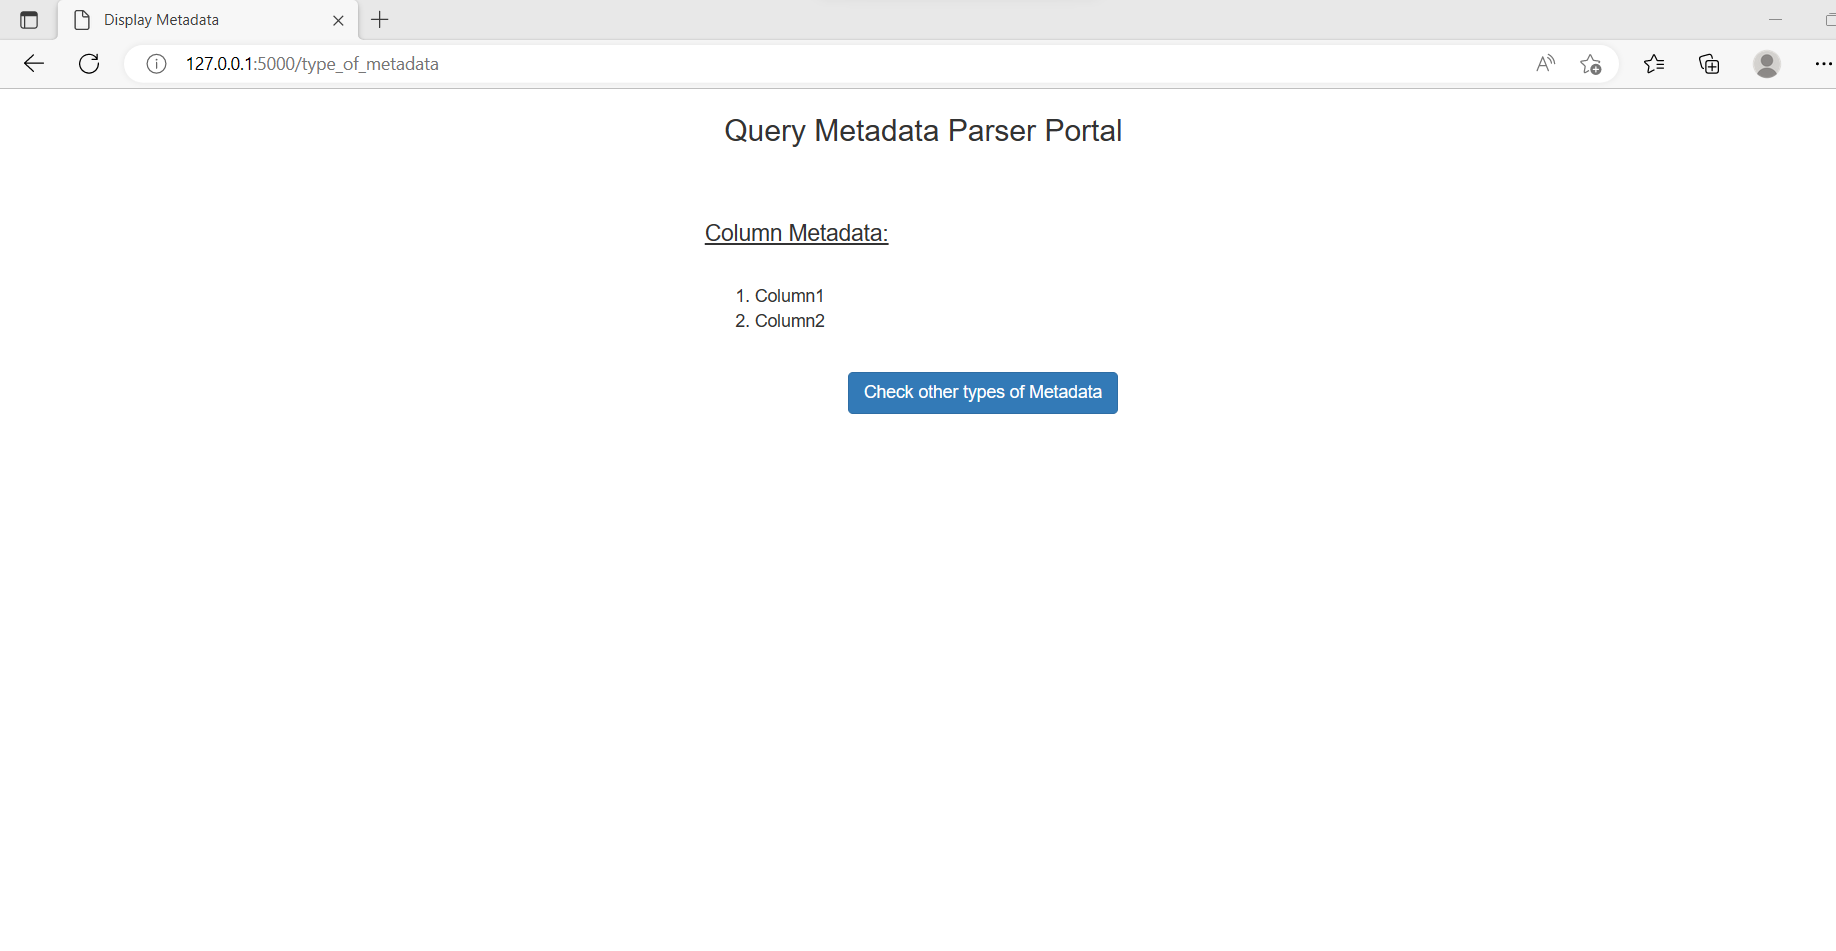 Display Metadata
127.0.0.1:5000/type_of_metadata
Query Metadata Parser Portal
Column Metadata:
1. Column1
2. Column2
Check other types of Metadata